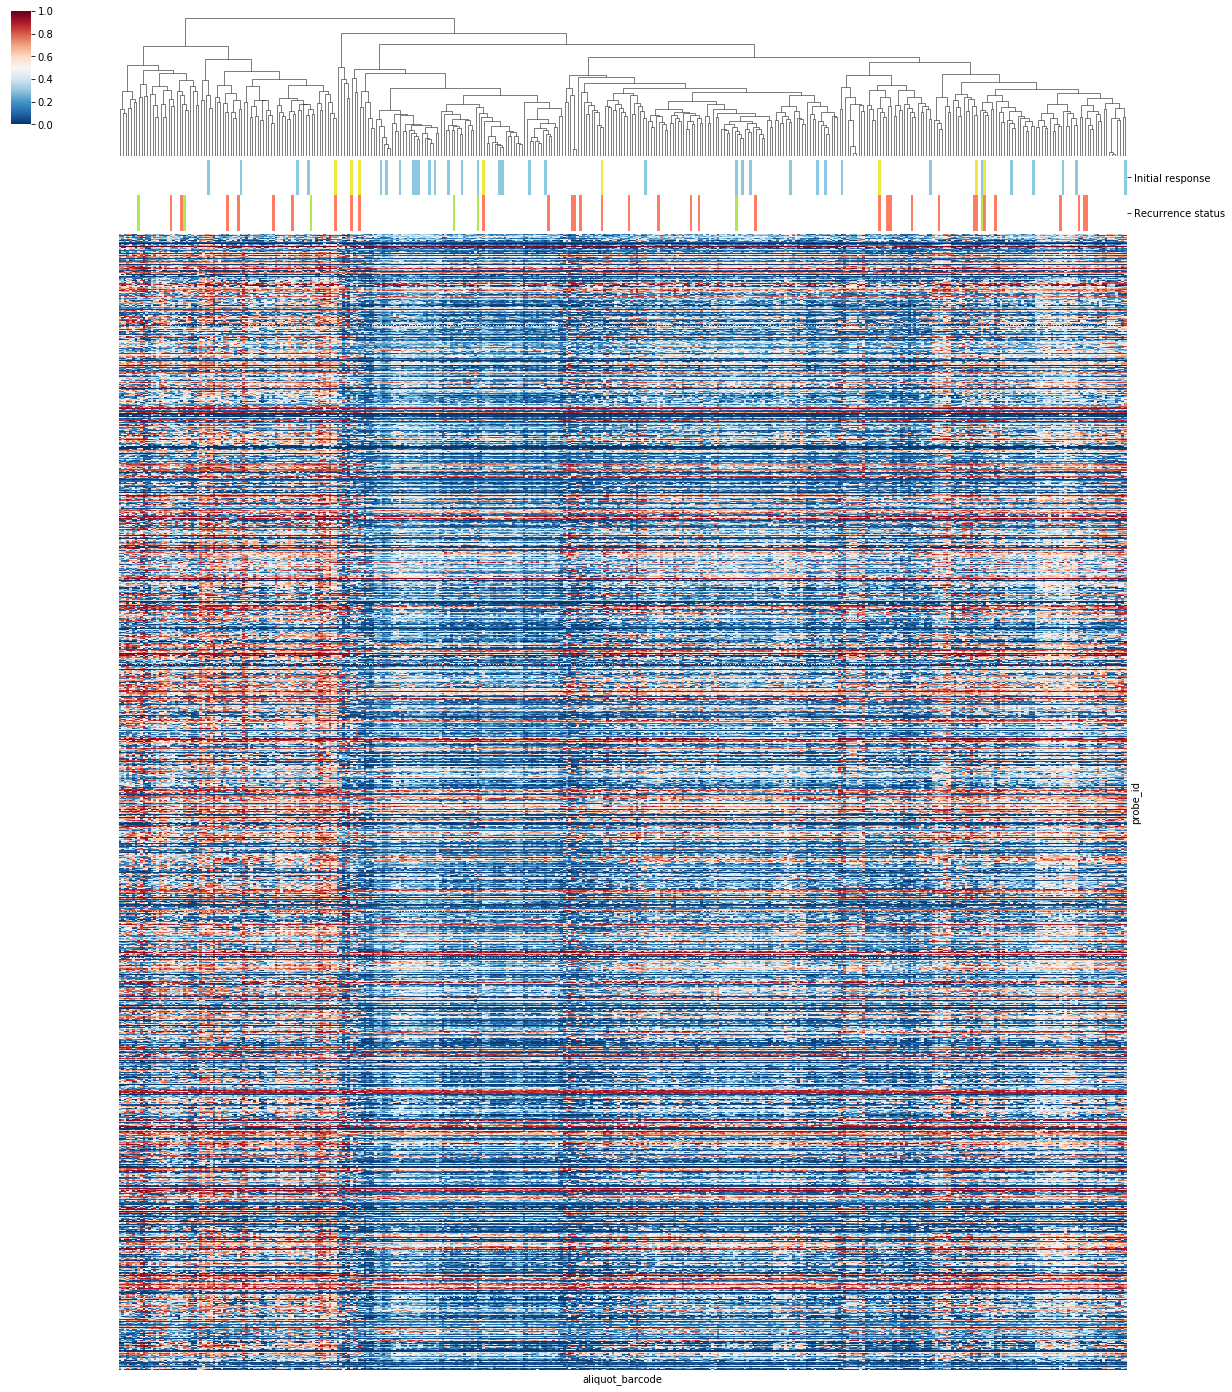 1.0
0.8
0.6
0.4
0.2
0.0
Initial response
Recurrence status
probe_id
aliquot_barcode